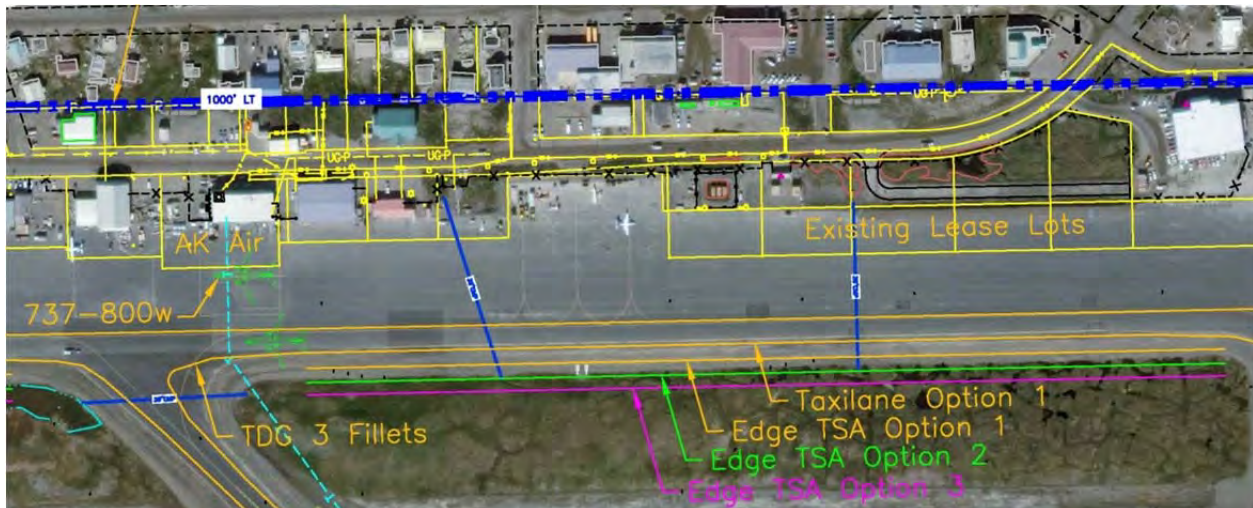 1000' LT
UG-P
UG-P
UG-P
AK Air
Existing Lease Lots
737-800w
Taxilane Option 1
TDG 3 Fillets
Edge TSA Option 1
Edge TSA Option 2
Edge TSA Option 3